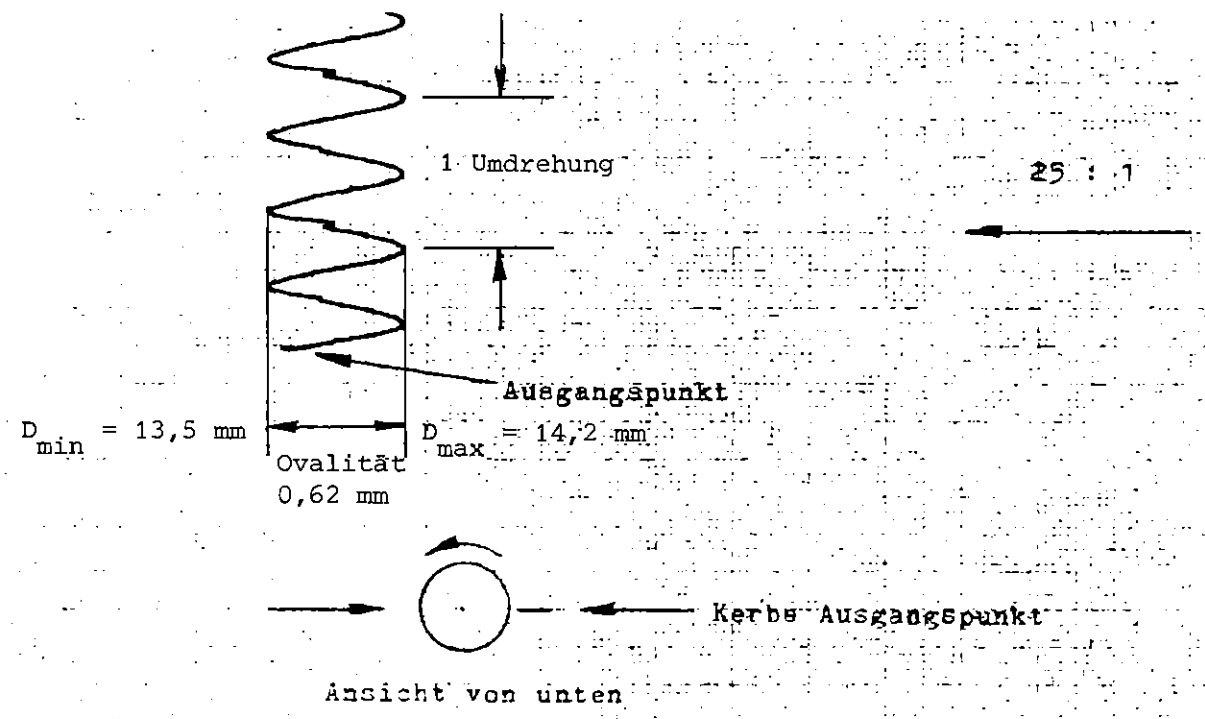 1 Umdrehung
25 : 1
Ausgangspunkt
D_min = 13,5 mm
D_max = 14,2 mm
Ovalität
0,62 mm
Kerbe Ausgangspunkt
Ansicht von unten